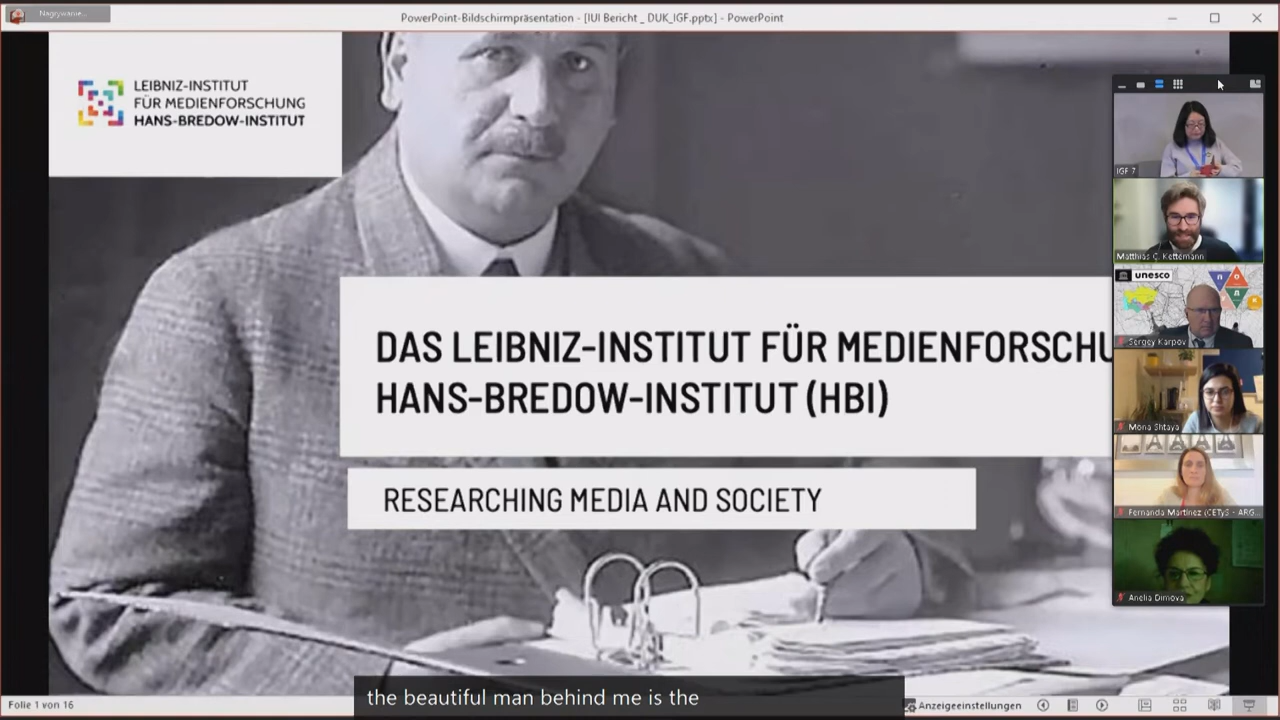 Nagrywanie...
PowerPoint-Bildschirmpräsentation - [IUI Bericht _ DUK_IGF.pptx] - PowerPoint
LEIBNIZ-INSTITUT
FÜR MEDIENFORSCHUNG
HANS-BREDOW-INSTITUT
DAS LEIBNIZ-INSTITUT FÜR MEDIENFORSCHU
HANS-BREDOW-INSTITUT (HBI)
RESEARCHING MEDIA AND SOCIETY
IGF 7
Matthias C. Kettemann
unesco
Sergey Karpov
Mona Shtaya
Fernanda Martinez (CETyS - ARG...
Anelia Dimova
the beautiful man behind me is the
Folie 1 von 16
Anzeigeeinstellungen